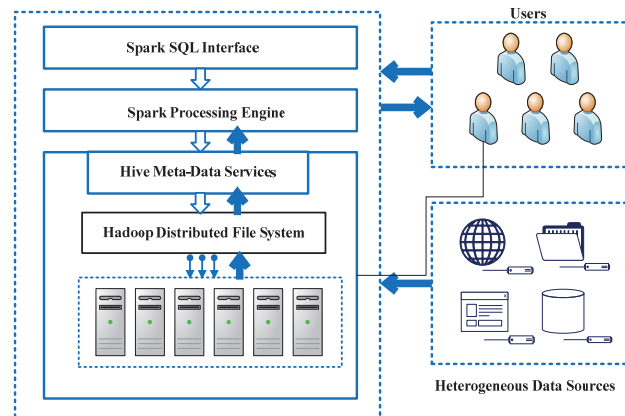 Users
Spark SQL Interface
Spark Processing Engine
Hive Meta-Data Services
Hadoop Distributed File System
Heterogeneous Data Sources